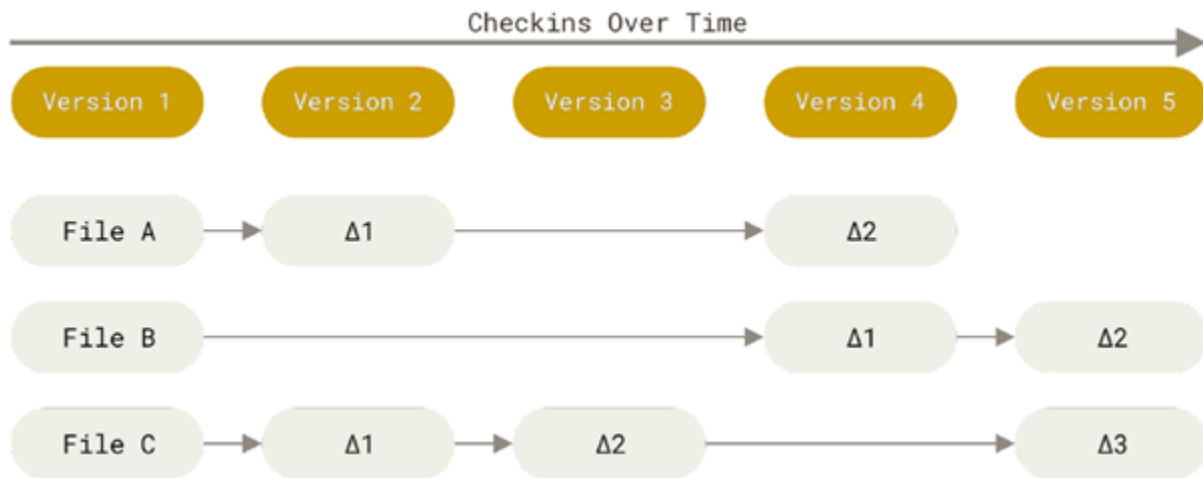 Checkins Over Time
Version 1 Version 2 Version 3 Version 4 Version 5
File A Δ1 Δ2
File B Δ1 Δ2
File C Δ1 Δ2 Δ3